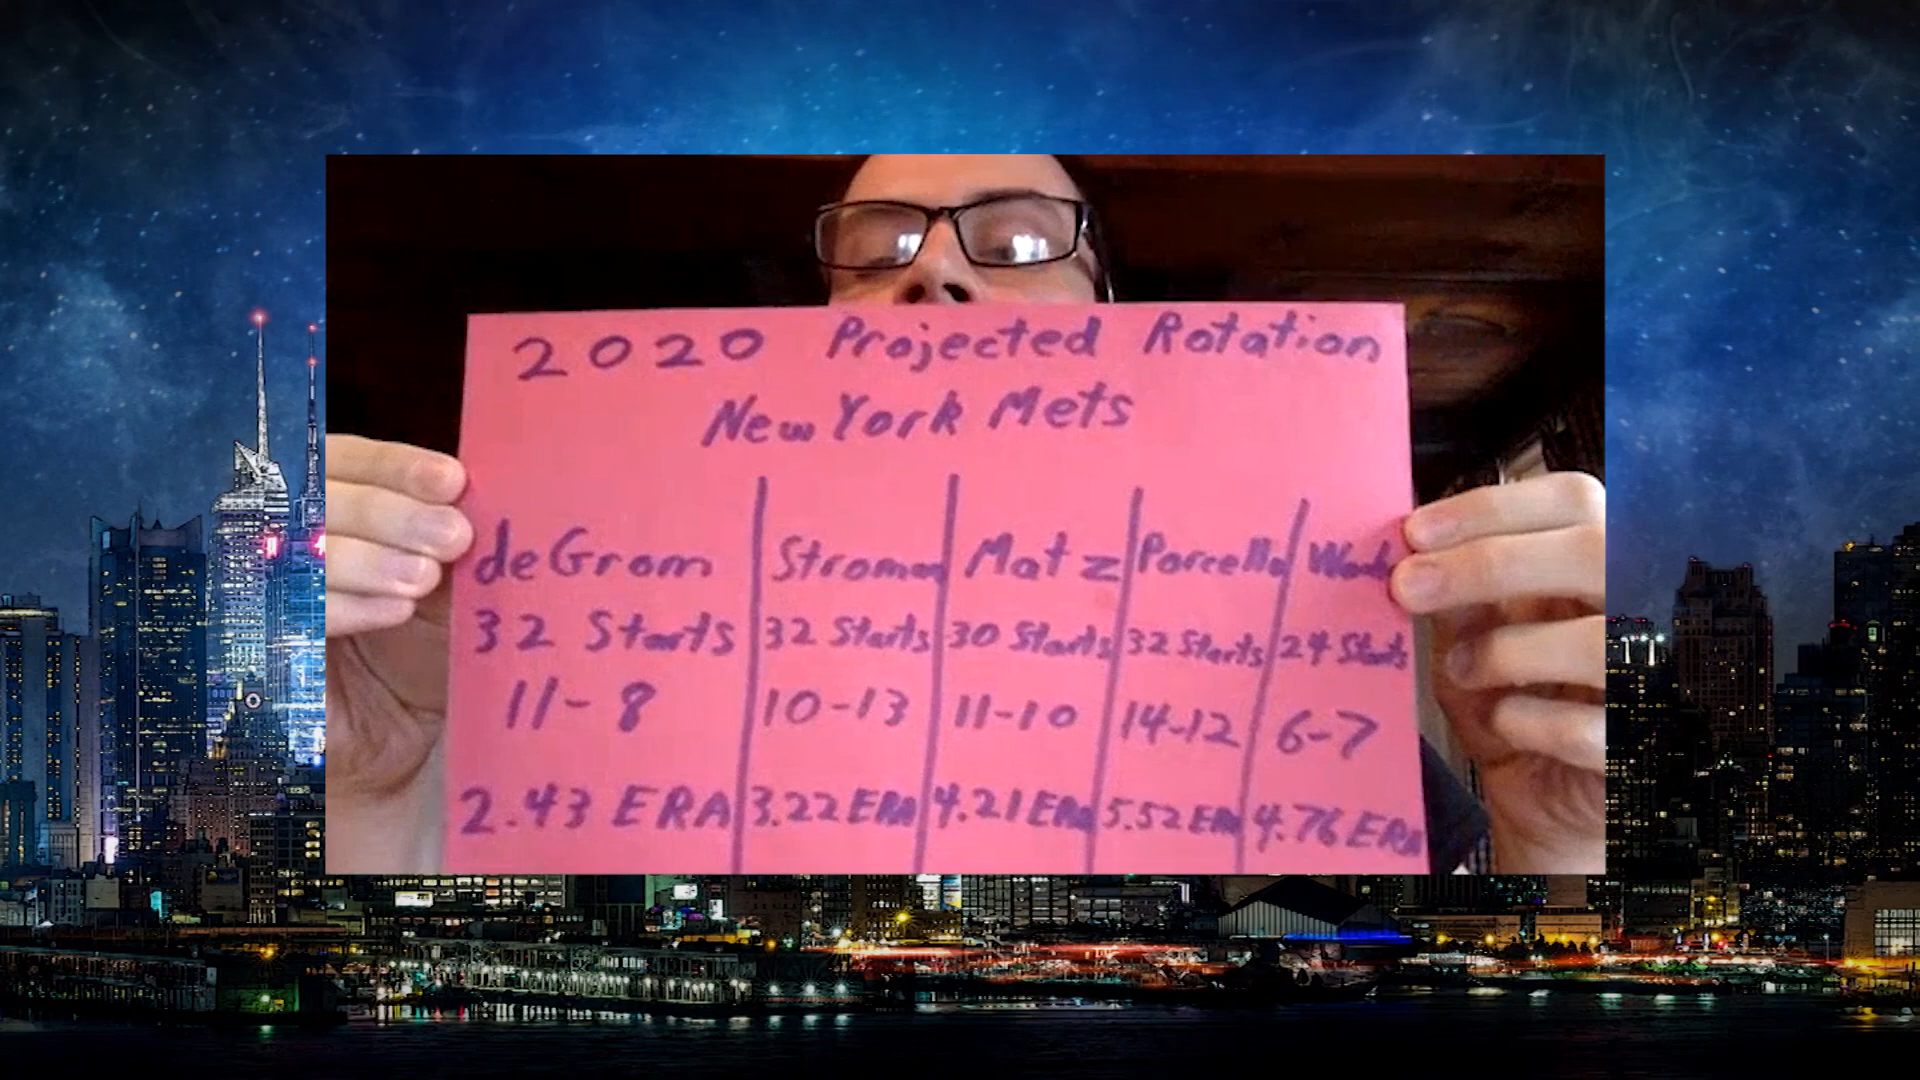 2020 Projected Rotation
New York Mets
deGrom Stroman Matz Porcello
32 Starts 32 Starts 30 Starts 32 Starts 24 Starts
11-8 10-13 11-10 14-12 6-7
2.43 ERA 3.22 ERA 4.21 ERA 5.52 ERA 4.76 ERA